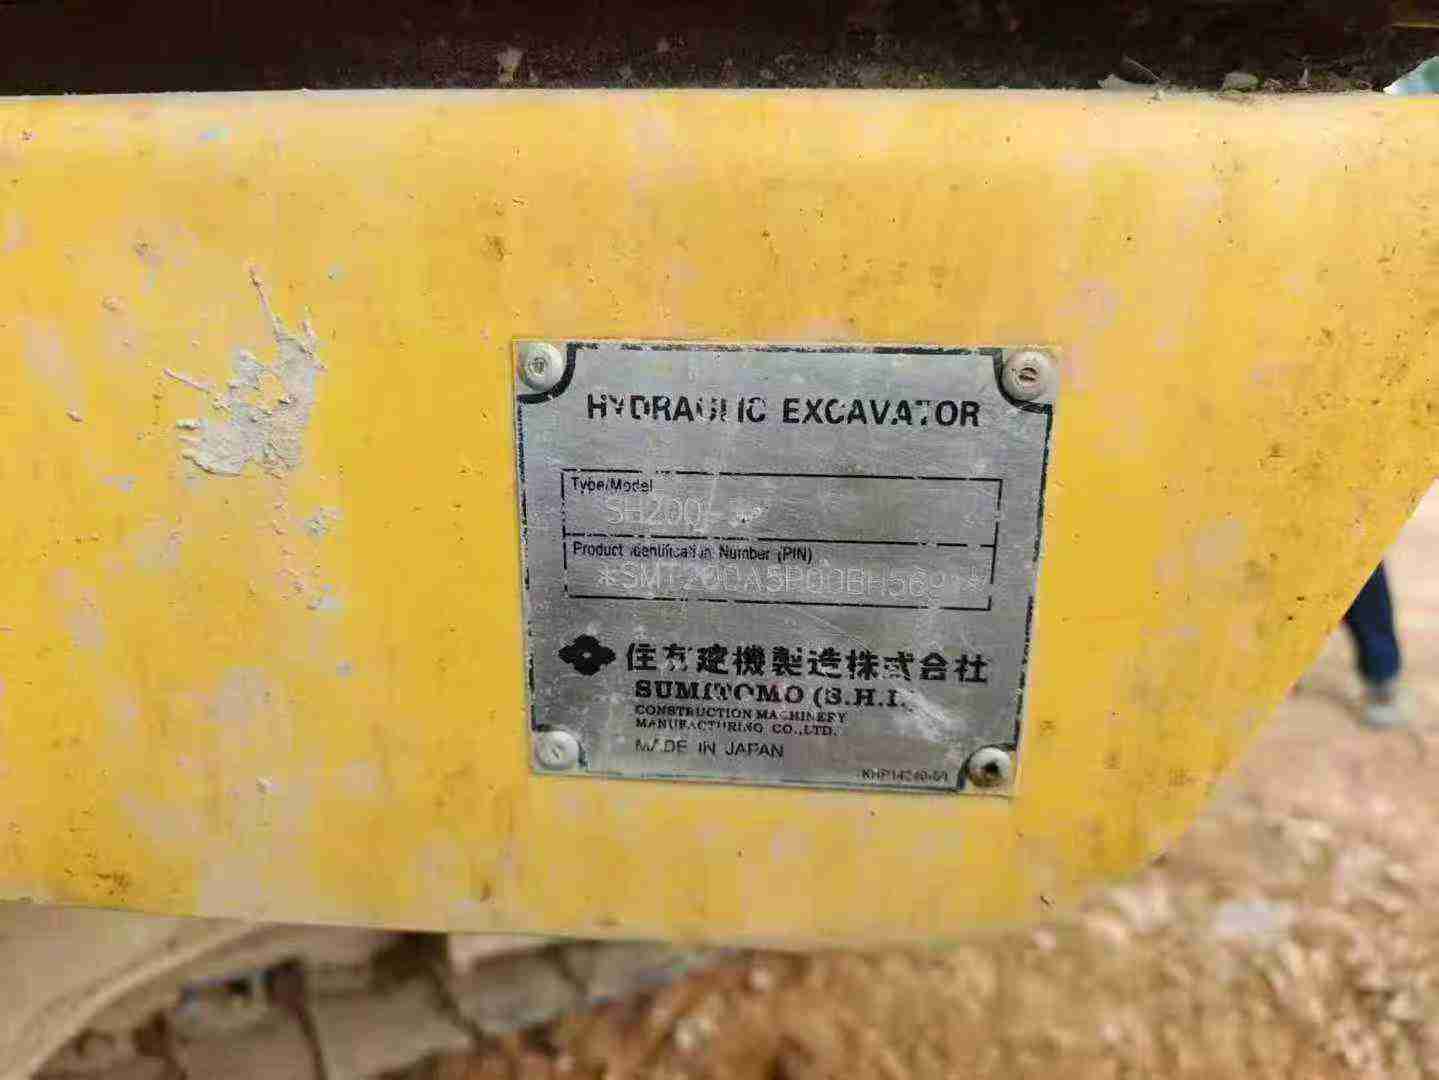 HYDRAULIC EXCAVATOR
Type/Model
Product Identification Number (PIN)
住友建機製造株式会社
SUMITOMO (S.H.I.)
CONSTRUCTION MACHINERY
MANUFACTURING CO.,LTD.
MADE IN JAPAN